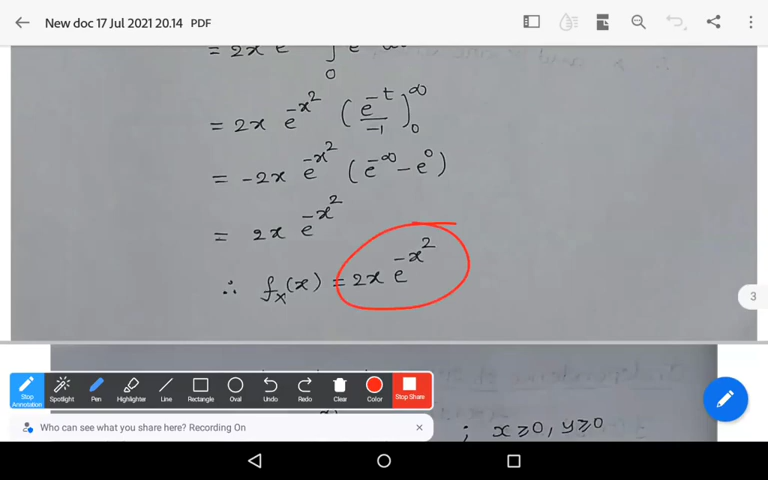 New doc 17 Jul 2021 20.14 PDF
= 2x e
0
= 2x e^{-x^2} (e^{-t}/-1)_0^∞
= -2x e^{-x^2} (e^{-∞} - e^0)
= 2x e^{-x^2}
∴ f_x(x) = 2x e^{-x^2}
3
Stop Annotation Spotlight Pen Highlighter Line Rectangle Oval Undo Redo Clear Color Stop Share
Who can see what you share here? Recording On
; x ≥ 0, y ≥ 0